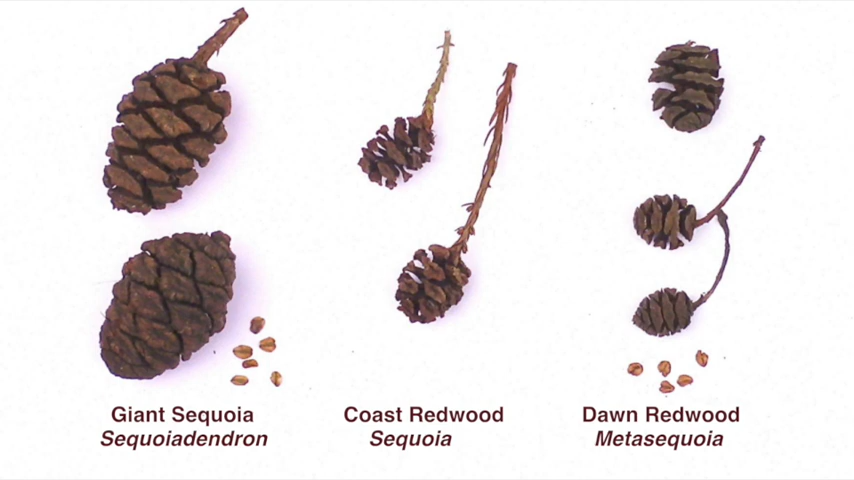 Giant Sequoia
Sequoiadendron
Coast Redwood
Sequoia
Dawn Redwood
Metasequoia